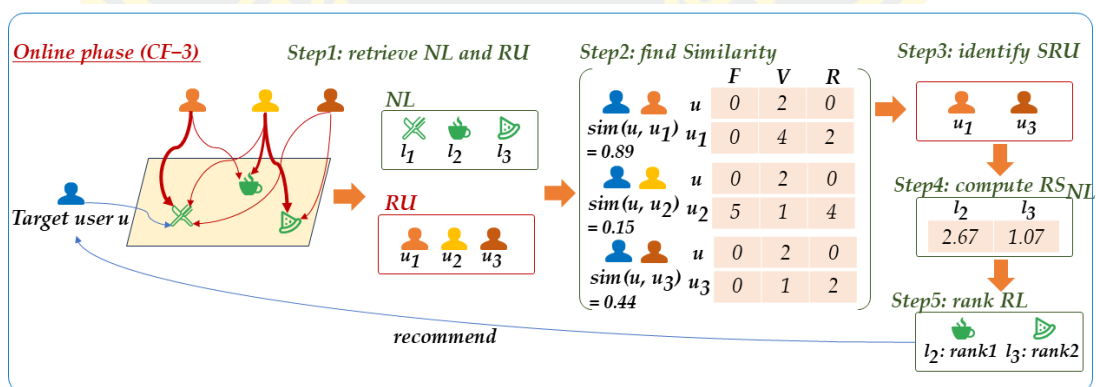 Online phase (CF–3)
Target user u
Step1: retrieve NL and RU
NL
l1 l2 l3
RU
u1 u2 u3
Step2: find Similarity
F V R
u 0 2 0
sim(u, u1) u1 0 4 2
= 0.89
u 0 2 0
sim(u, u2) u2 5 1 4
= 0.15
u 0 2 0
sim(u, u3) u3 0 1 2
= 0.44
Step3: identify SRU
u1 u3
Step4: compute RSNL
l2 l3
2.67 1.07
Step5: rank RL
l2: rank1 l3: rank2
recommend